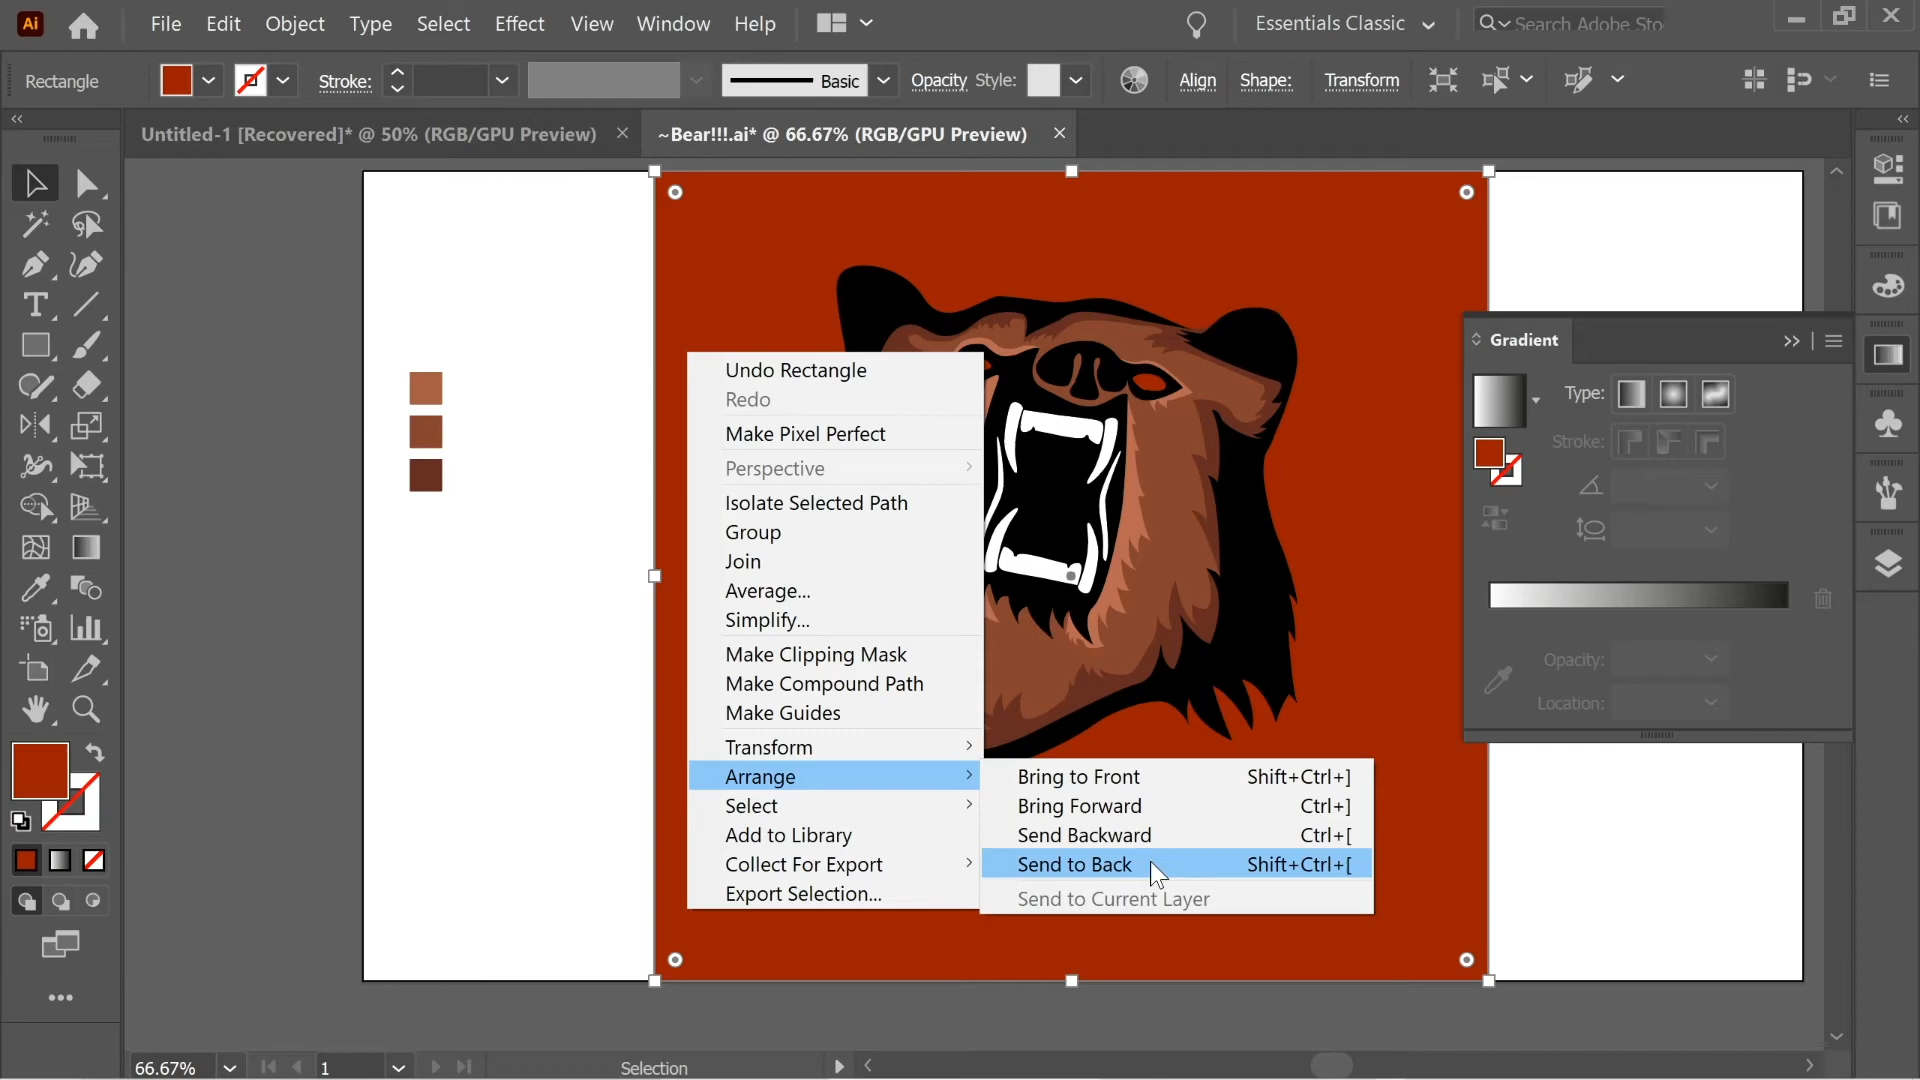 Ai File Edit Object Type Select Effect View Window Help Essentials Classic Search Adobe Sto
Rectangle Stroke: Basic Opacity Style: Align Shape: Transform
Untitled-1 [Recovered]* @ 50% (RGB/GPU Preview)
~Bear!!!.ai* @ 66.67% (RGB/GPU Preview)
Undo Rectangle
Redo
Make Pixel Perfect
Perspective
Isolate Selected Path
Group
Join
Average...
Simplify...
Make Clipping Mask
Make Compound Path
Make Guides
Transform
Arrange
Select
Add to Library
Collect For Export
Export Selection...
Bring to Front Shift+Ctrl+]
Bring Forward Ctrl+]
Send Backward Ctrl+[
Send to Back Shift+Ctrl+[
Send to Current Layer
Gradient
Type:
Stroke:
Opacity:
Location:
66.67% 1 Selection